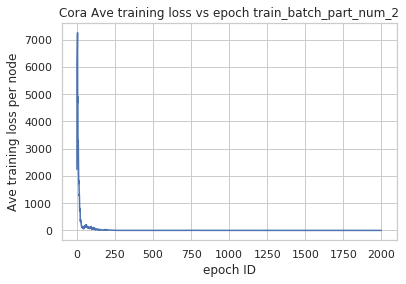 Cora Ave training loss vs epoch train_batch_part_num_2
Ave training loss per node
7000
6000
5000
4000
3000
2000
1000
0
0 250 500 750 1000 1250 1500 1750 2000
epoch ID